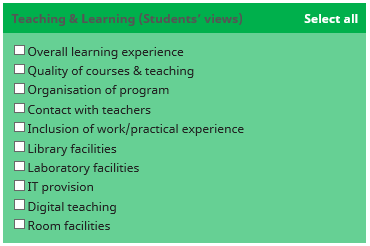 Teaching & Learning (Students' views) Select all
Overall learning experience
Quality of courses & teaching
Organisation of program
Contact with teachers
Inclusion of work/practical experience
Library facilities
Laboratory facilities
IT provision
Digital teaching
Room facilities